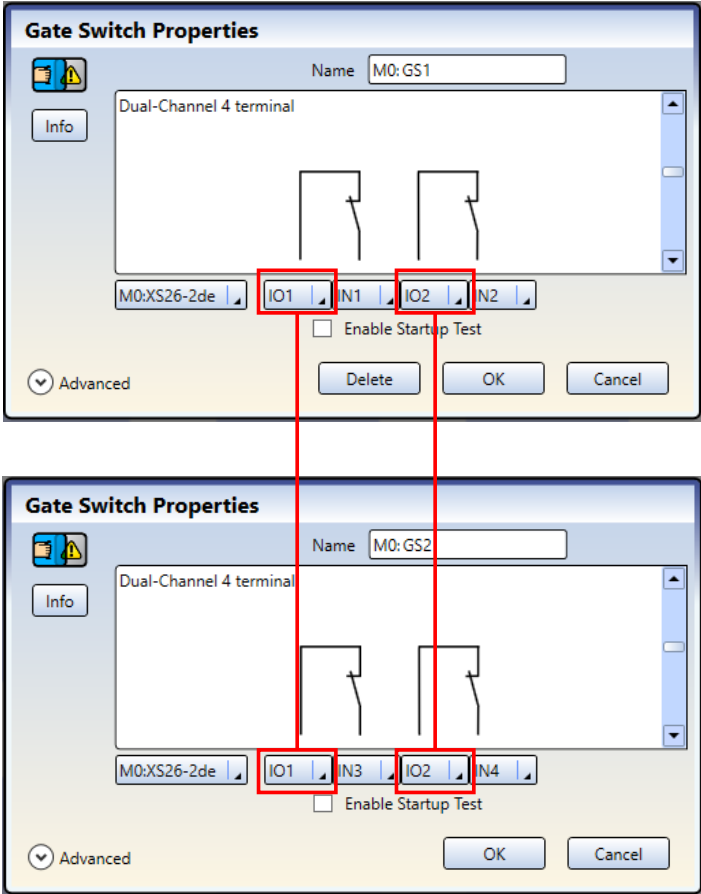 Gate Switch Properties
Name M0:GS1
Info
Dual-Channel 4 terminal
M0:XS26-2de IO1 IN1 IO2 IN2
Enable Startup Test
Advanced Delete OK Cancel
Gate Switch Properties
Name M0:GS2
Info
Dual-Channel 4 terminal
M0:XS26-2de IO1 IN3 IO2 IN4
Enable Startup Test
Advanced OK Cancel